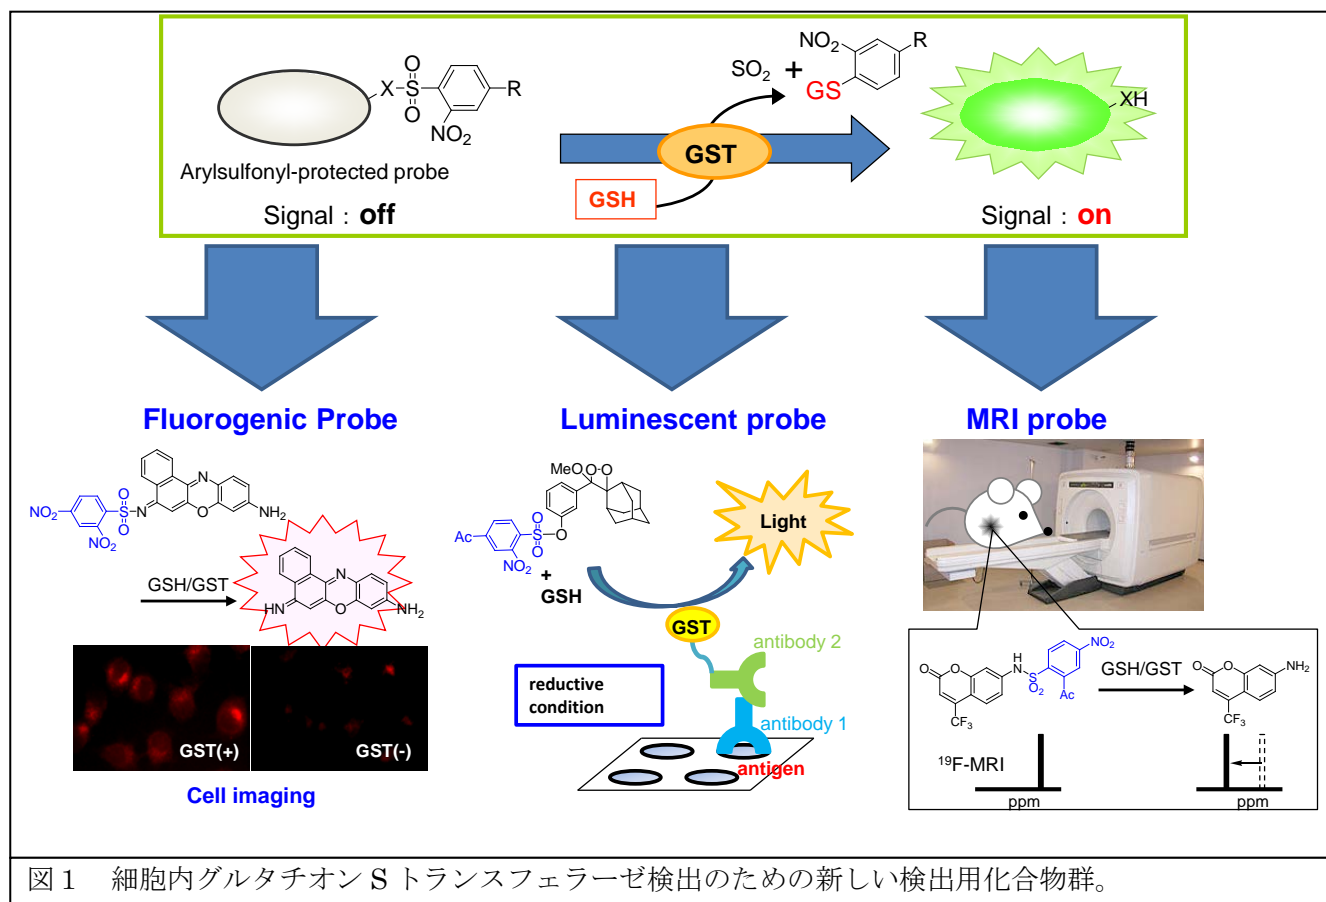 NO2
R
SO2 +
GS
O
X-S
O
R
NO2
XH
GST
GSH
Arylsulfonyl-protected probe
Signal : off
Signal : on
Fluorogenic Probe
Luminescent probe
MRI probe
N
O
NH2
O
S
O
N
NO2
NO2
GSH/GST
N
O
HN
NH2
GST(+)
GST(-)
Cell imaging
MeO
O-O
Ac
O
S
O
O
NO2
+
GSH
Light
GST
antibody 2
reductive
condition
antibody 1
antigen
O
O
CF3
H
N
S
O2
NO2
Ac
GSH/GST
O
O
NH2
CF3
19F-MRI
ppm
ppm
図１ 細胞内グルタチオン S トランスフェラーゼ検出のための新しい検出用化合物群。